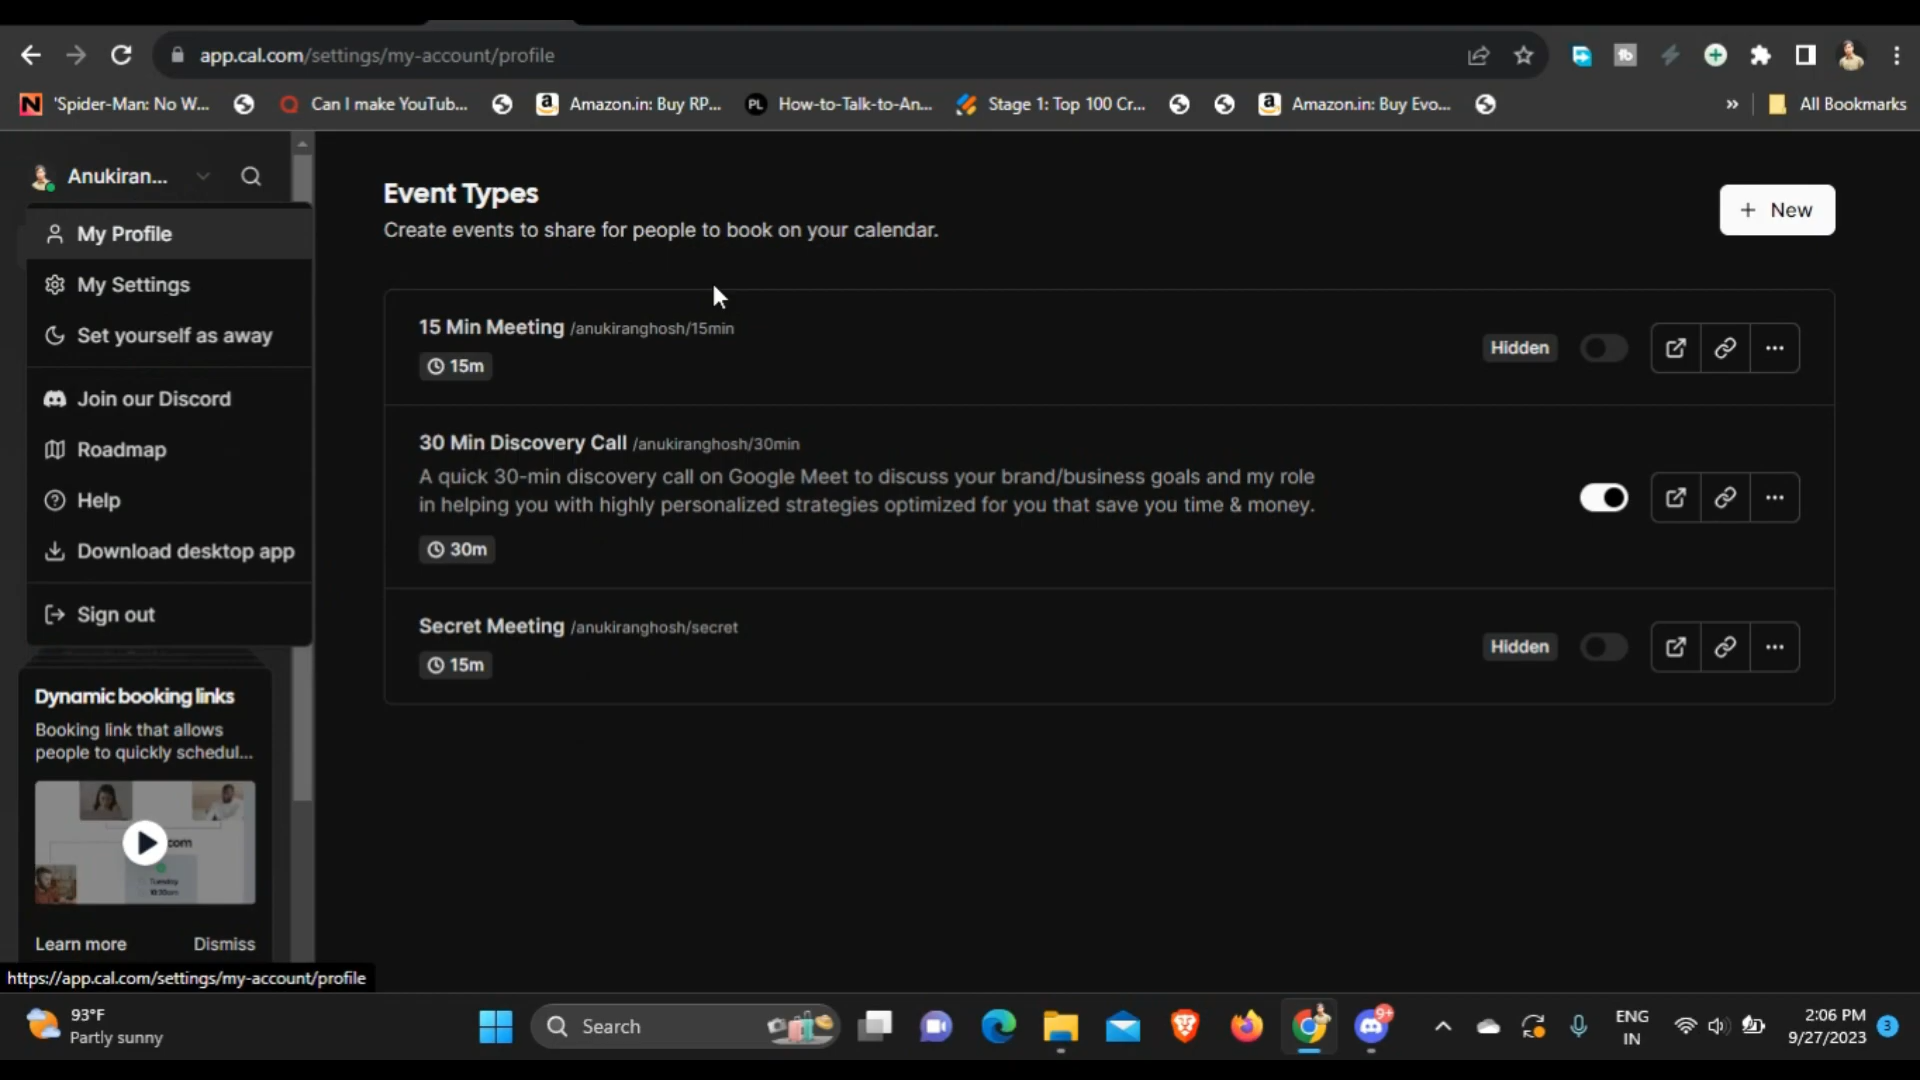 app.cal.com/settings/my-account/profile
'Spider-Man: No W...
Can I make YouTub...
Amazon.in: Buy RP...
How-to-Talk-to-An...
Stage 1: Top 100 Cr...
Amazon.in: Buy Evo...
»
All Bookmarks
Anukiran...
My Profile
My Settings
Set yourself as away
Join our Discord
Roadmap
Help
Download desktop app
Sign out
Dynamic booking links
Booking link that allows
people to quickly schedul...
com
Tuesday
10:30am
Learn more Dismiss
https://app.cal.com/settings/my-account/profile
Event Types
Create events to share for people to book on your calendar.
+ New
15 Min Meeting /anukiranghosh/15min
15m
Hidden
30 Min Discovery Call /anukiranghosh/30min
A quick 30-min discovery call on Google Meet to discuss your brand/business goals and my role
in helping you with highly personalized strategies optimized for you that save you time & money.
30m
Secret Meeting /anukiranghosh/secret
15m
Hidden
93°F
Partly sunny
Search
9+
ENG
IN
2:06 PM
9/27/2023
3